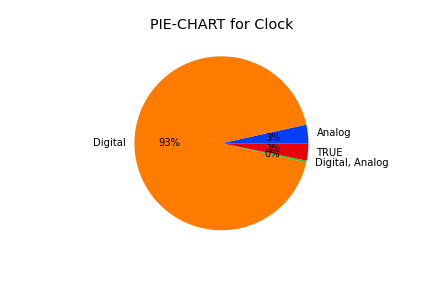 PIE-CHART for Clock
Analog
3%
Digital
93%
3%
TRUE
0%
Digital, Analog